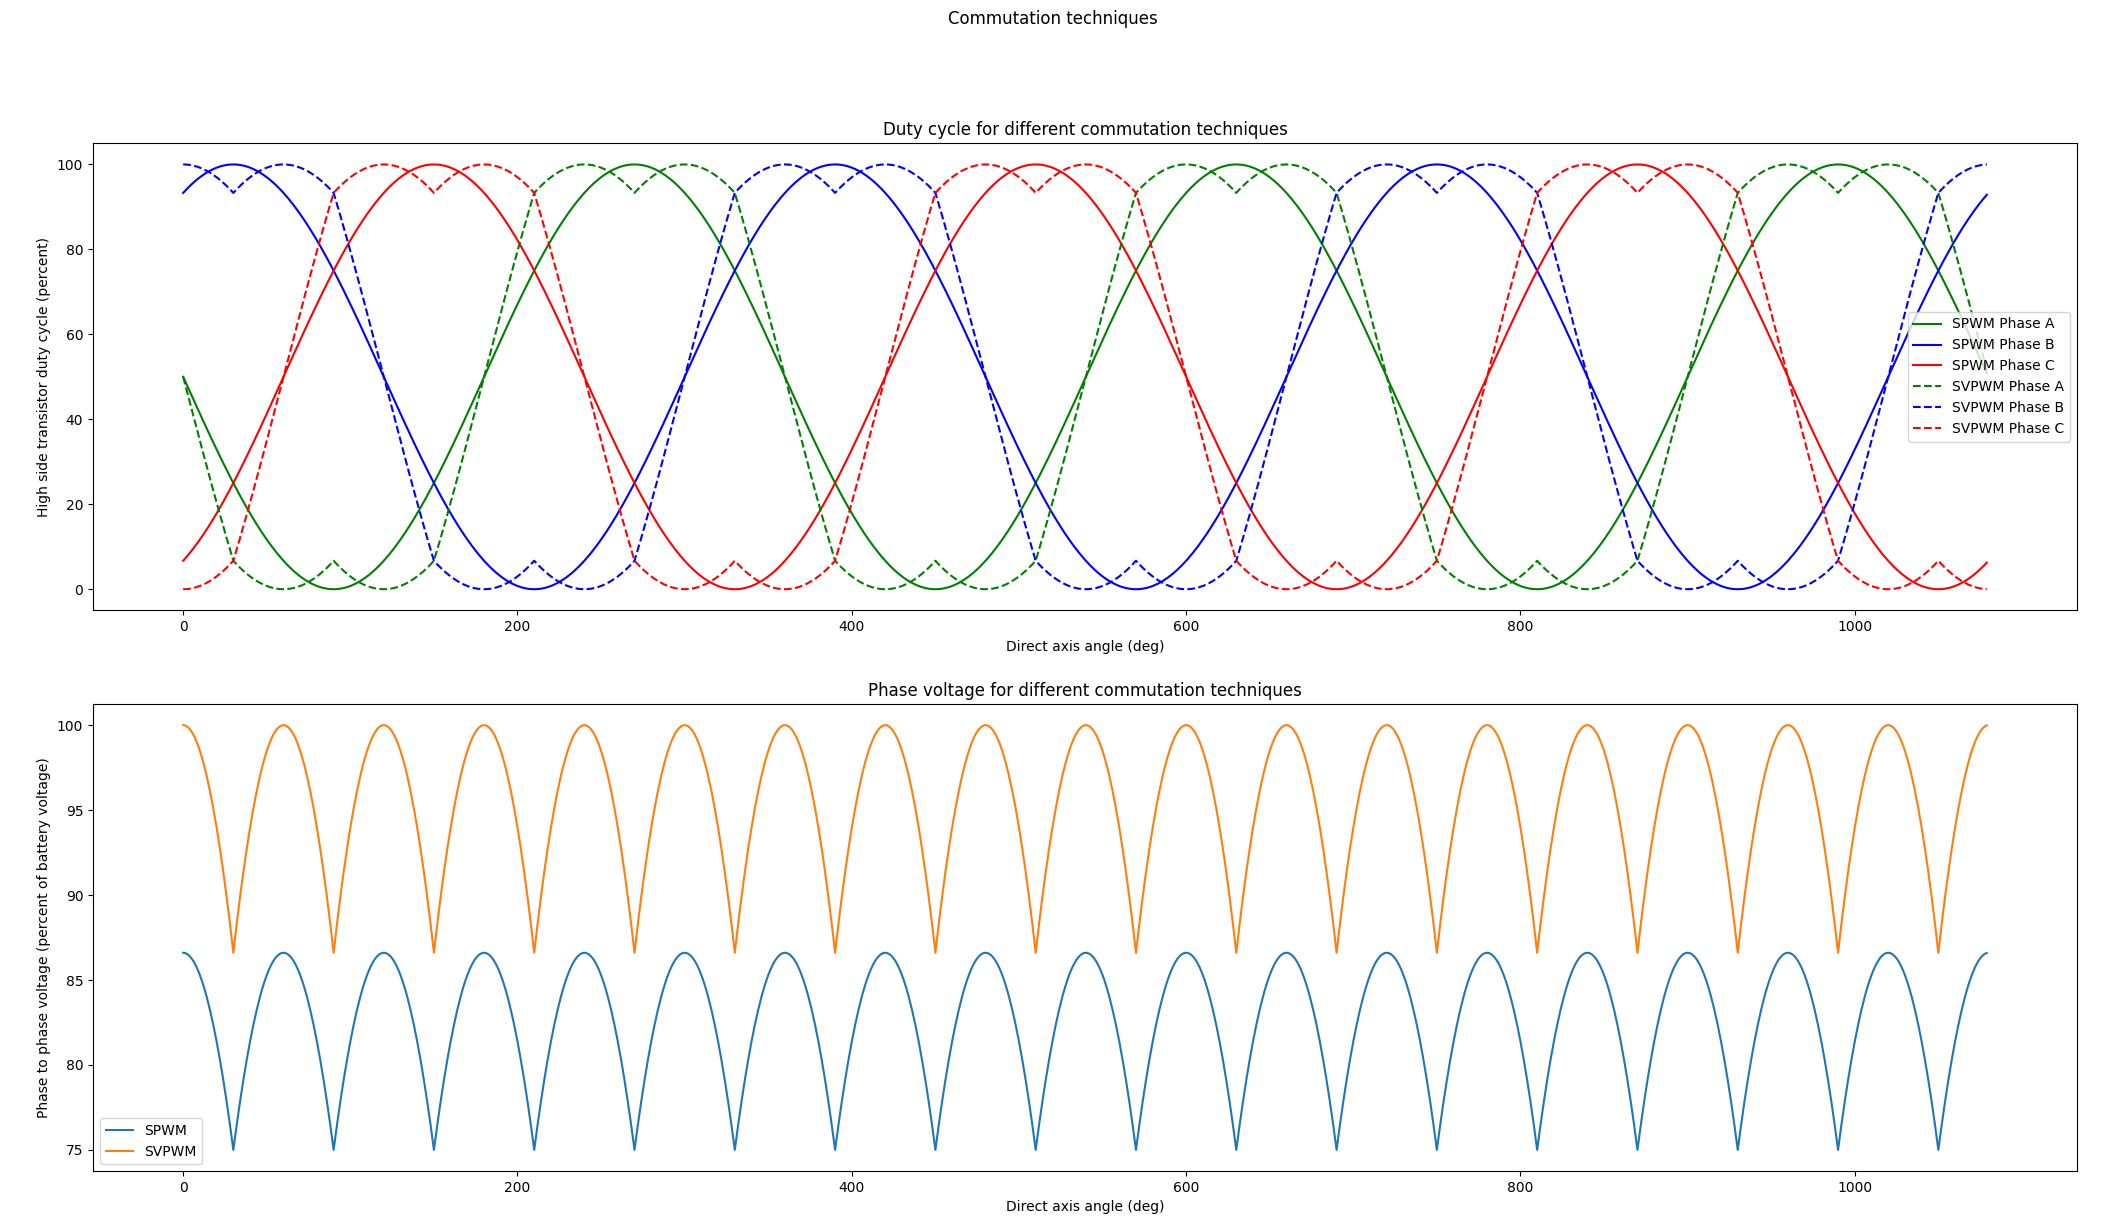 Commutation techniques
Duty cycle for different commutation techniques
High side transistor duty cycle (percent)
100
80
60
40
20
0
SPWM Phase A
SPWM Phase B
SPWM Phase C
SVPWM Phase A
SVPWM Phase B
SVPWM Phase C
0 200 400 600 800 1000
Direct axis angle (deg)
Phase voltage for different commutation techniques
Phase to phase voltage (percent of battery voltage)
100
95
90
85
80
75
SPWM
SVPWM
0 200 400 600 800 1000
Direct axis angle (deg)